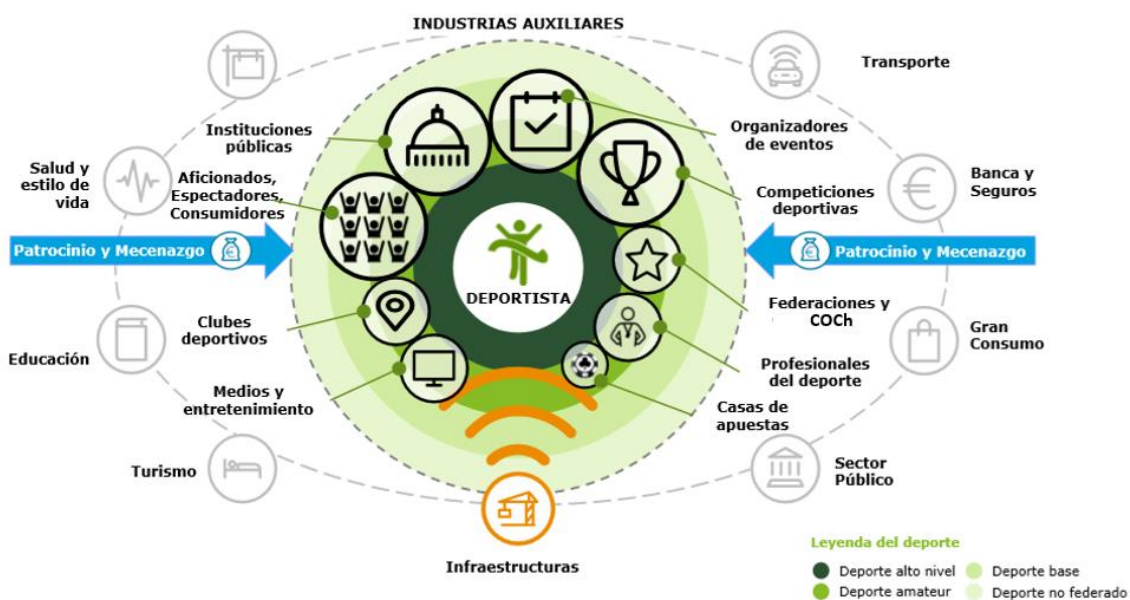 INDUSTRIAS AUXILIARES
Transporte
Instituciones
públicas
Organizadores
de eventos
Salud y
estilo de
vida
Aficionados,
Espectadores,
Consumidores
Competiciones
deportivas
Banca y
Seguros
Patrocinio y Mecenazgo
Patrocinio y Mecenazgo
DEPORTISTA
Clubes
deportivos
Federaciones y
COCh
Educación
Gran
Consumo
Medios y
entretenimiento
Profesionales
del deporte
Casas de
apuestas
Turismo
Sector
Público
Infraestructuras
Leyenda del deporte
Deporte alto nivel
Deporte base
Deporte amateur
Deporte no federado